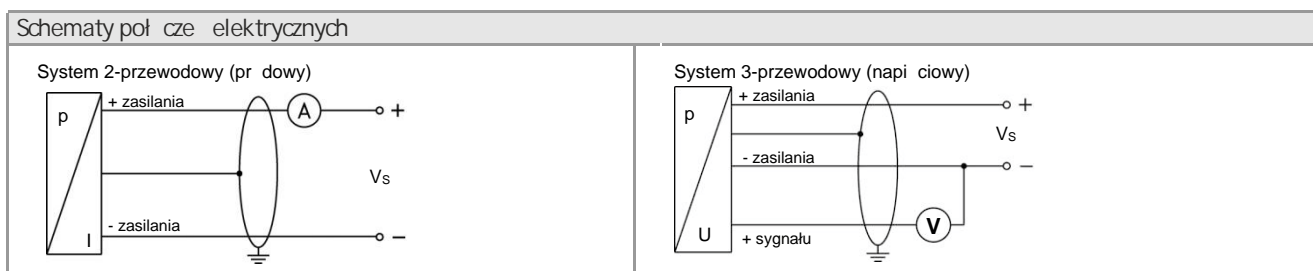 Schematy poł cze elektrycznych
System 2-przewodowy (pr dowy)
p
+ zasilania
A
+
Vs
- zasilania
I
–
System 3-przewodowy (napi ciowy)
p
+ zasilania
+
Vs
- zasilania
–
V
U
+ sygnału